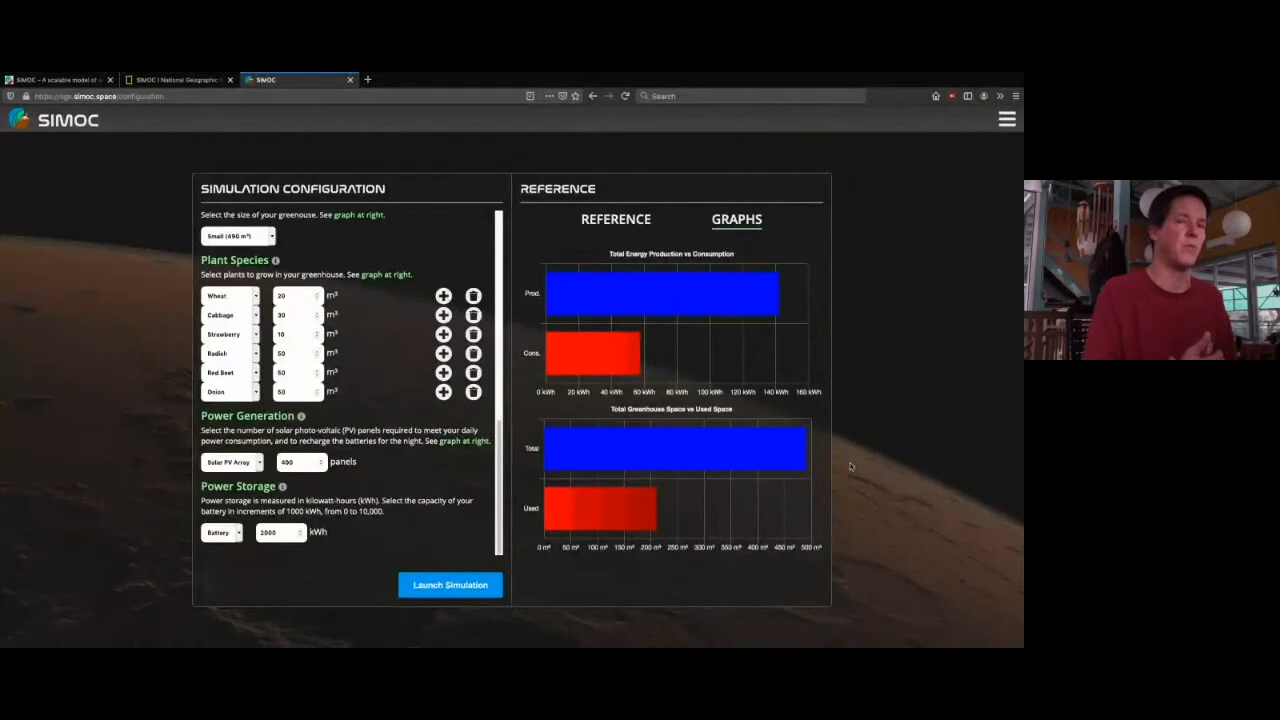 SIMOC – A scalable model of
SIMOC | National Geographic
SIMOC
https://ngs.simoc.space/configuration
Search
SIMOC
SIMULATION CONFIGURATION
Select the size of your greenhouse. See graph at right.
Small (490 m³)
Plant Species
Select plants to grow in your greenhouse. See graph at right.
Wheat 20 m³
Cabbage 30 m³
Strawberry 10 m³
Radish 50 m³
Red Beet 50 m³
Onion 50 m³
Power Generation
Select the number of solar photo-voltaic (PV) panels required to meet your daily
power consumption, and to recharge the batteries for the night. See graph at right.
Solar PV Array 400 panels
Power Storage
Power storage is measured in kilowatt-hours (kWh). Select the capacity of your
battery in increments of 1000 kWh, from 0 to 10,000.
Battery 2000 kWh
Launch Simulation
REFERENCE
REFERENCE GRAPHS
Total Energy Production vs Consumption
Prod.
Cons.
0 kWh 20 kWh 40 kWh 60 kWh 80 kWh 100 kWh 120 kWh 140 kWh 160 kWh
Total Greenhouse Space vs Used Space
Total
Used
0 m³ 50 m³ 100 m³ 150 m³ 200 m³ 250 m³ 300 m³ 350 m³ 400 m³ 450 m³ 500 m³